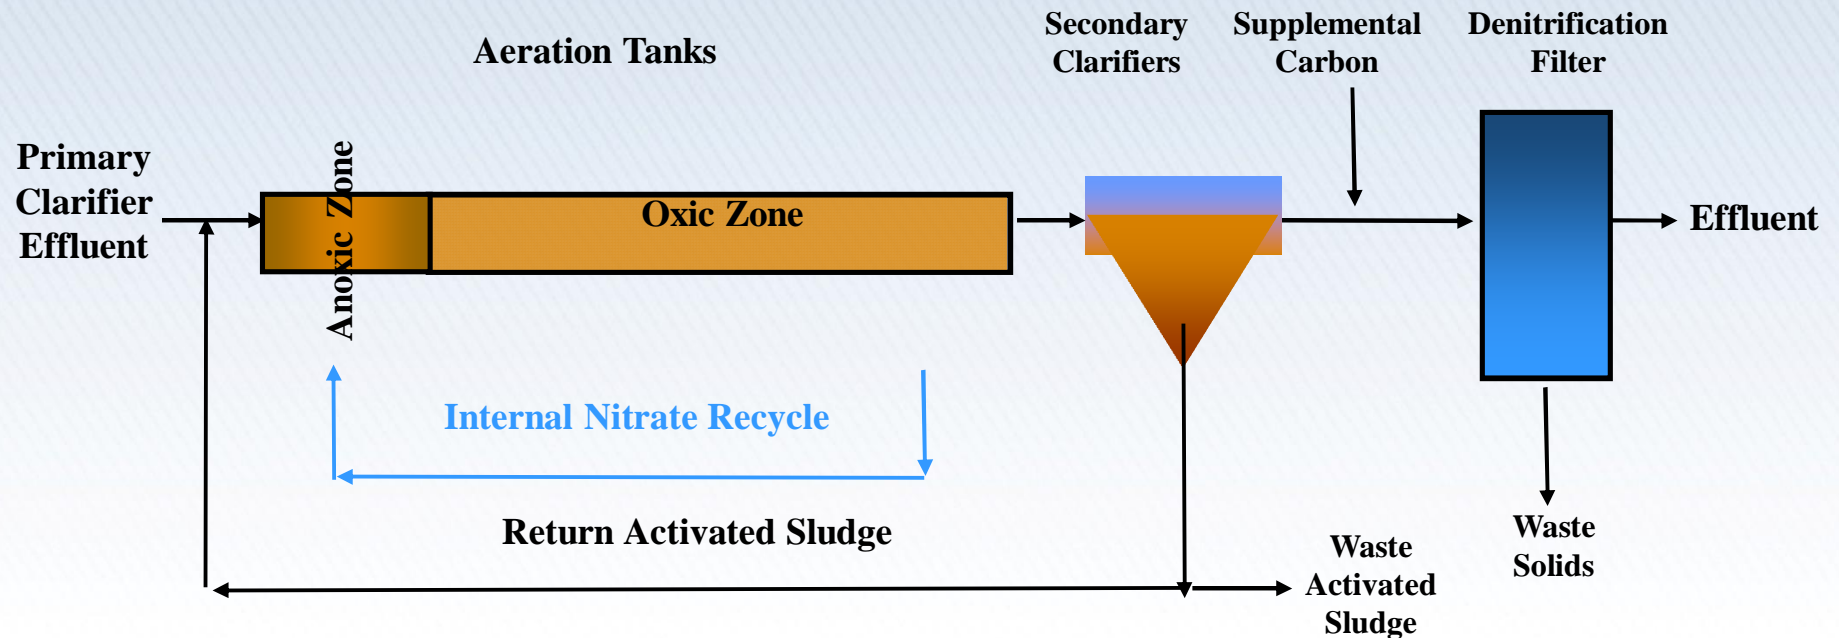 Aeration Tanks
Secondary
Clarifiers
Supplemental
Carbon
Denitrification
Filter
Primary
Clarifier
Effluent
Anoxic Zone
Oxic Zone
Effluent
Internal Nitrate Recycle
Return Activated Sludge
Waste
Activated
Sludge
Waste
Solids